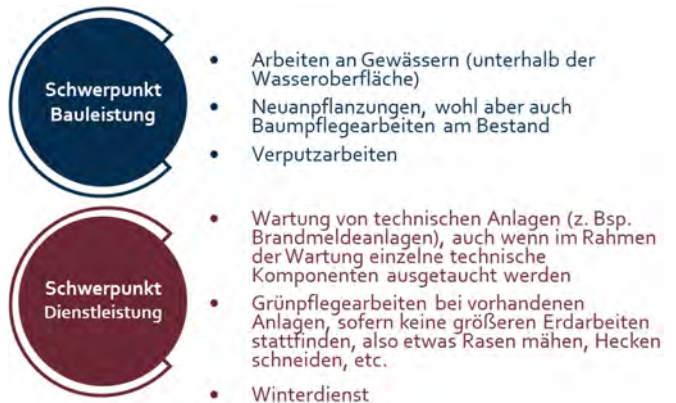 Schwerpunkt
Bauleistung
• Arbeiten an Gewässern (unterhalb der
Wasseroberfläche)
• Neuanpflanzungen, wohl aber auch
Baumpflegearbeiten am Bestand
• Verputzarbeiten
Schwerpunkt
Dienstleistung
• Wartung von technischen Anlagen (z. Bsp.
Brandmeldeanlagen), auch wenn im Rahmen
der Wartung einzelne technische
Komponenten ausgetaucht werden
• Grünpflegearbeiten bei vorhandenen
Anlagen, sofern keine größeren Erdarbeiten
stattfinden, also etwas Rasen mähen, Hecken
schneiden, etc.
• Winterdienst